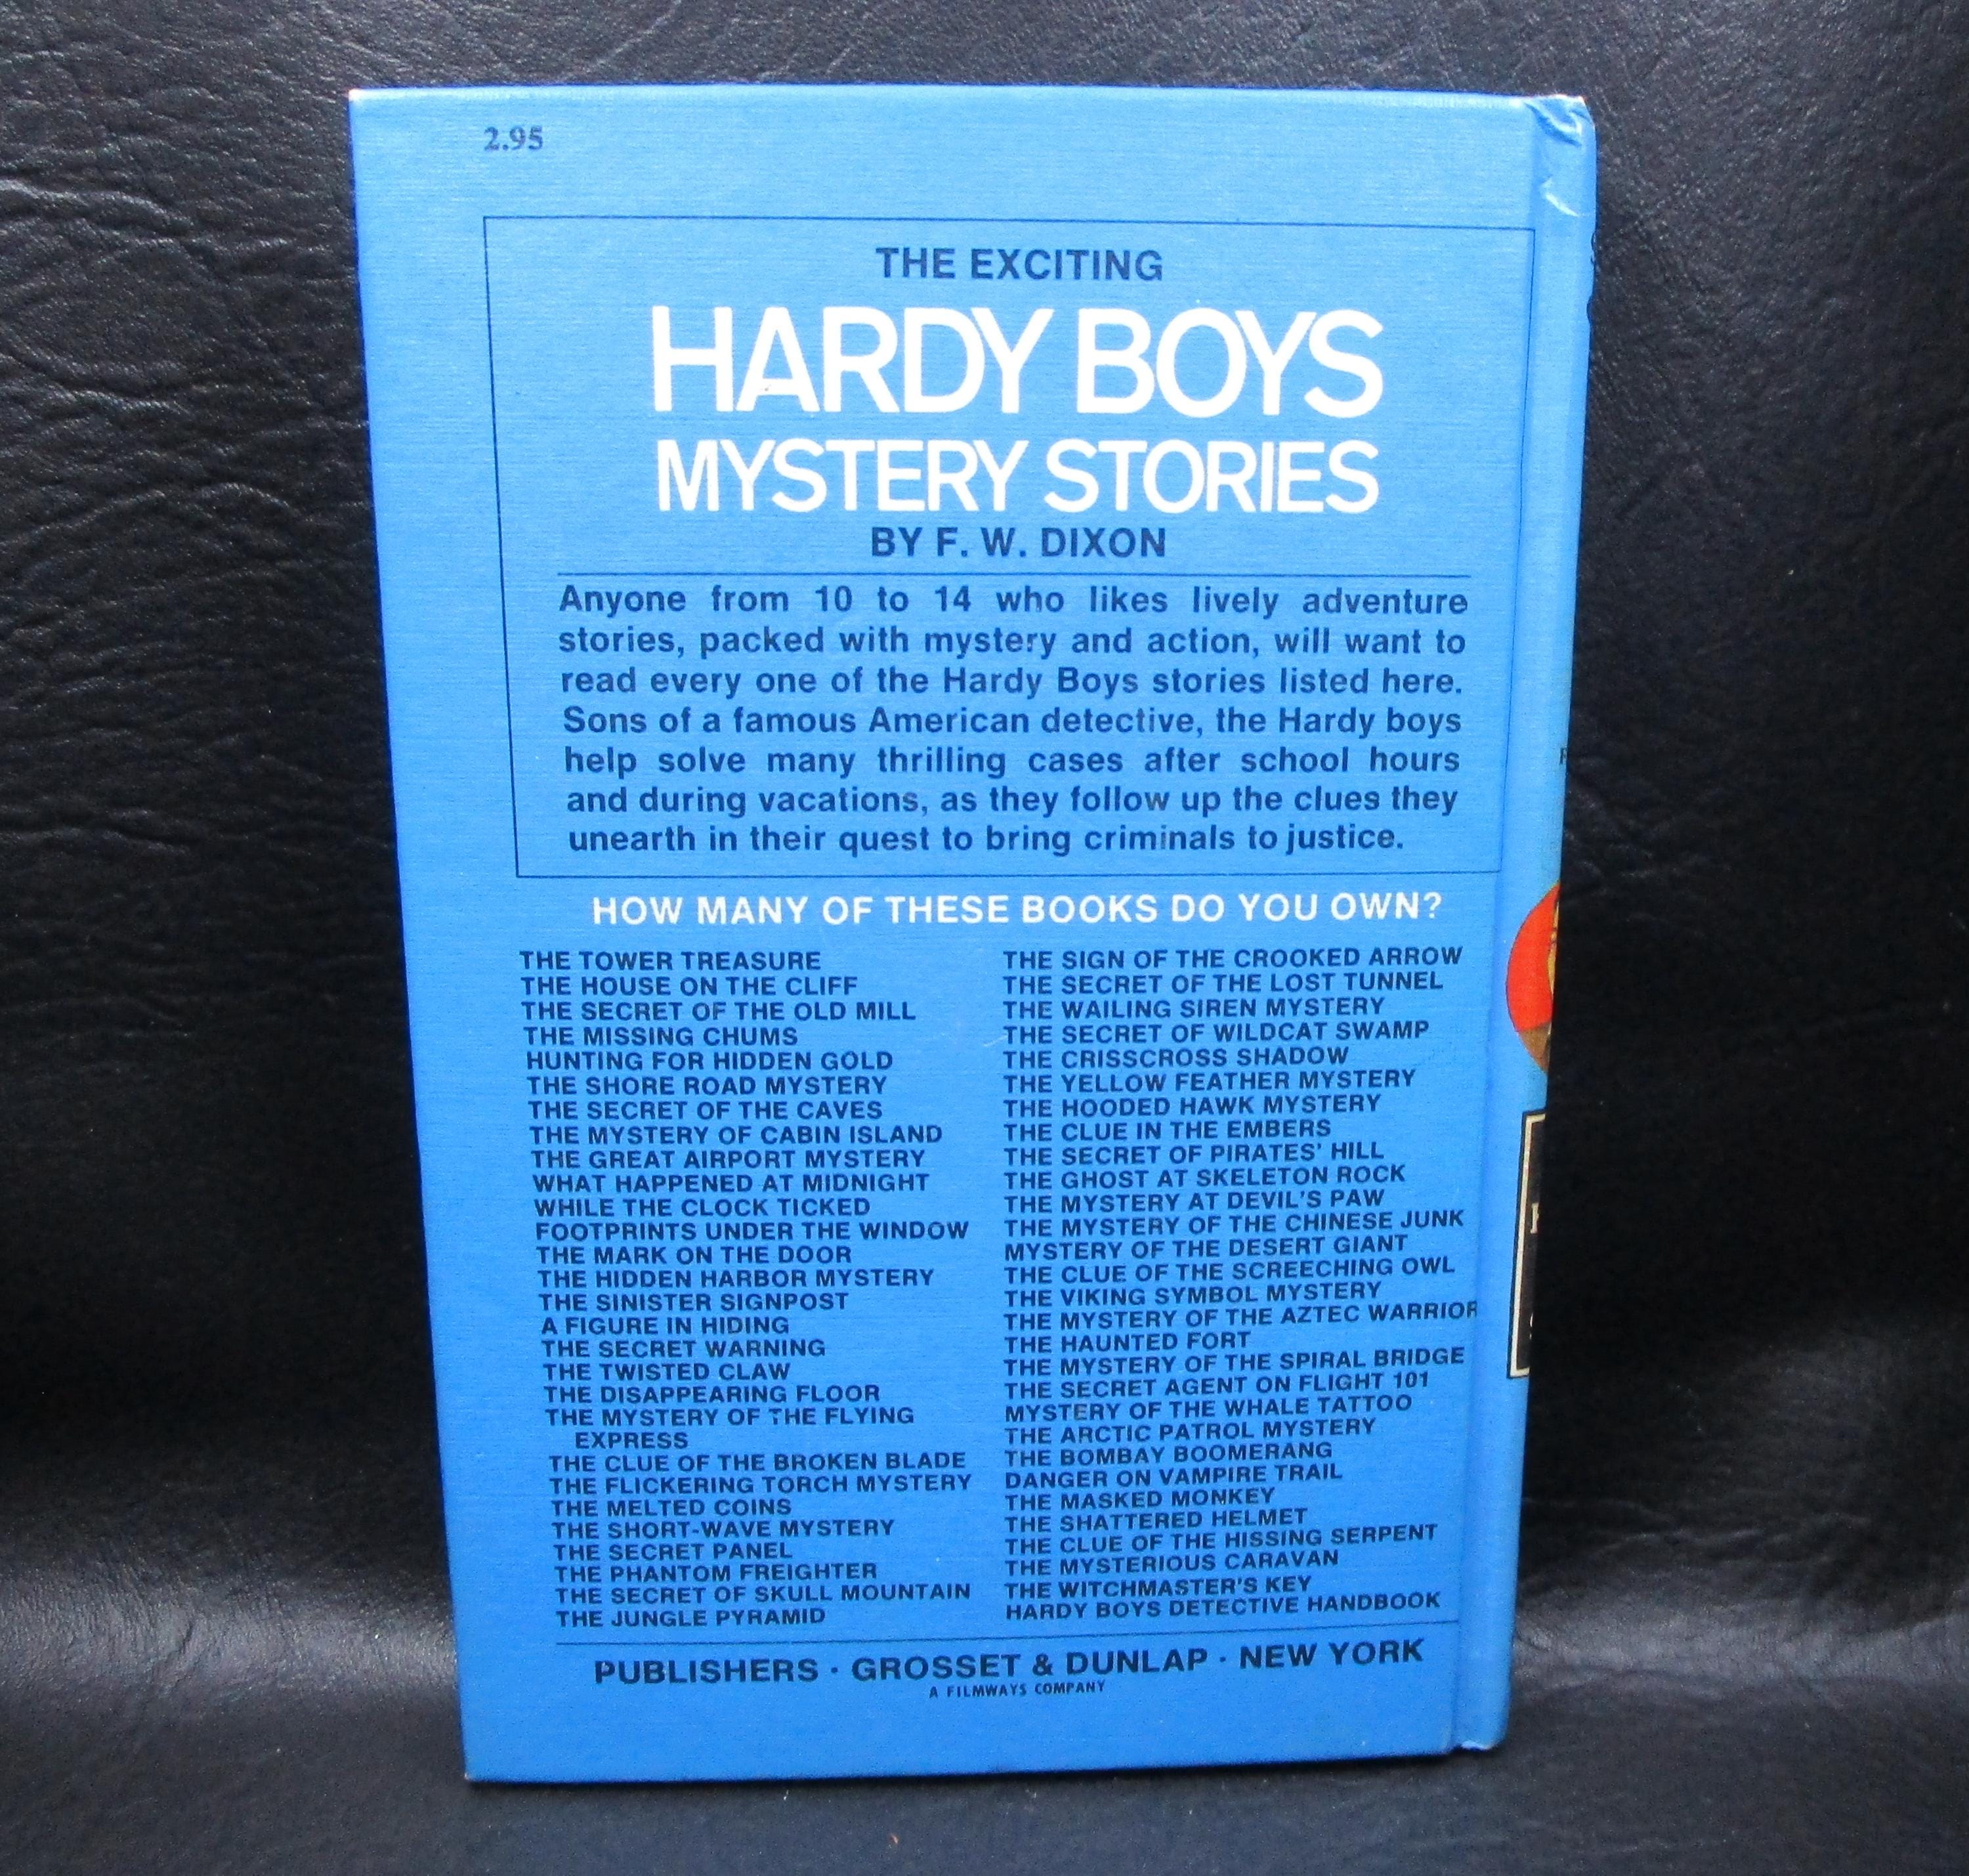 2.95
THE EXCITING
HARDY BOYS
MYSTERY STORIES
BY F. W. DIXON
Anyone from 10 to 14 who likes lively adventure
stories, packed with mystery and action, will want to
read every one of the Hardy Boys stories listed here.
Sons of a famous American detective, the Hardy boys
help solve many thrilling cases after school hours
and during vacations, as they follow up the clues they
unearth in their quest to bring criminals to justice.
HOW MANY OF THESE BOOKS DO YOU OWN?
THE TOWER TREASURE
THE HOUSE ON THE CLIFF
THE SECRET OF THE OLD MILL
THE MISSING CHUMS
HUNTING FOR HIDDEN GOLD
THE SHORE ROAD MYSTERY
THE SECRET OF THE CAVES
THE MYSTERY OF CABIN ISLAND
THE GREAT AIRPORT MYSTERY
WHAT HAPPENED AT MIDNIGHT
WHILE THE CLOCK TICKED
FOOTPRINTS UNDER THE WINDOW
THE MARK ON THE DOOR
THE HIDDEN HARBOR MYSTERY
THE SINISTER SIGNPOST
A FIGURE IN HIDING
THE SECRET WARNING
THE TWISTED CLAW
THE DISAPPEARING FLOOR
THE MYSTERY OF THE FLYING
EXPRESS
THE CLUE OF THE BROKEN BLADE
THE FLICKERING TORCH MYSTERY
THE MELTED COINS
THE SHORT-WAVE MYSTERY
THE SECRET PANEL
THE PHANTOM FREIGHTER
THE SECRET OF SKULL MOUNTAIN
THE JUNGLE PYRAMID
THE SIGN OF THE CROOKED ARROW
THE SECRET OF THE LOST TUNNEL
THE WAILING SIREN MYSTERY
THE SECRET OF WILDCAT SWAMP
THE CRISSCROSS SHADOW
THE YELLOW FEATHER MYSTERY
THE HOODED HAWK MYSTERY
THE CLUE IN THE EMBERS
THE SECRET OF PIRATES' HILL
THE GHOST AT SKELETON ROCK
THE MYSTERY AT DEVIL'S PAW
THE MYSTERY OF THE CHINESE JUNK
MYSTERY OF THE DESERT GIANT
THE CLUE OF THE SCREECHING OWL
THE VIKING SYMBOL MYSTERY
THE MYSTERY OF THE AZTEC WARRIOR
THE HAUNTED FORT
THE MYSTERY OF THE SPIRAL BRIDGE
THE SECRET AGENT ON FLIGHT 101
MYSTERY OF THE WHALE TATTOO
THE ARCTIC PATROL MYSTERY
THE BOMBAY BOOMERANG
DANGER ON VAMPIRE TRAIL
THE MASKED MONKEY
THE SHATTERED HELMET
THE CLUE OF THE HISSING SERPENT
THE MYSTERIOUS CARAVAN
THE WITCHMASTER'S KEY
HARDY BOYS DETECTIVE HANDBOOK
PUBLISHERS · GROSSET & DUNLAP · NEW YORK
A FILMWAYS COMPANY